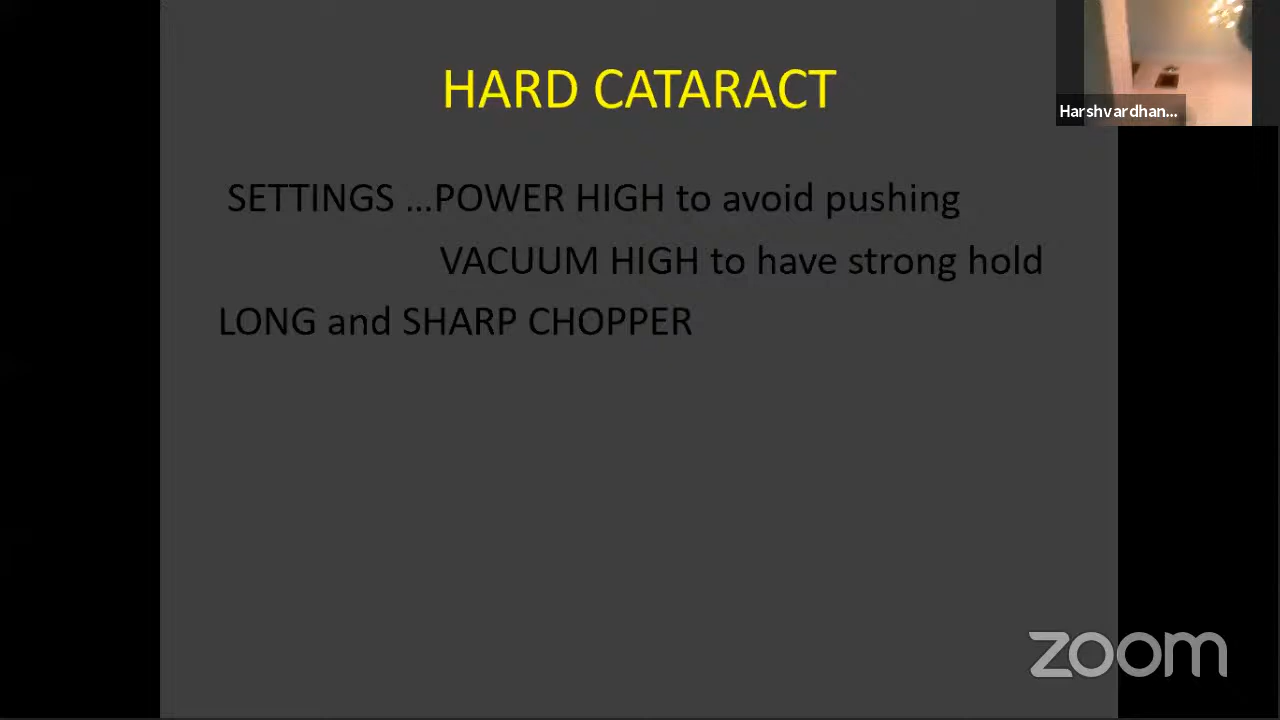 HARD CATARACT
Harshvardhan...
SETTINGS ...POWER HIGH to avoid pushing
VACUUM HIGH to have strong hold
LONG and SHARP CHOPPER
zoom